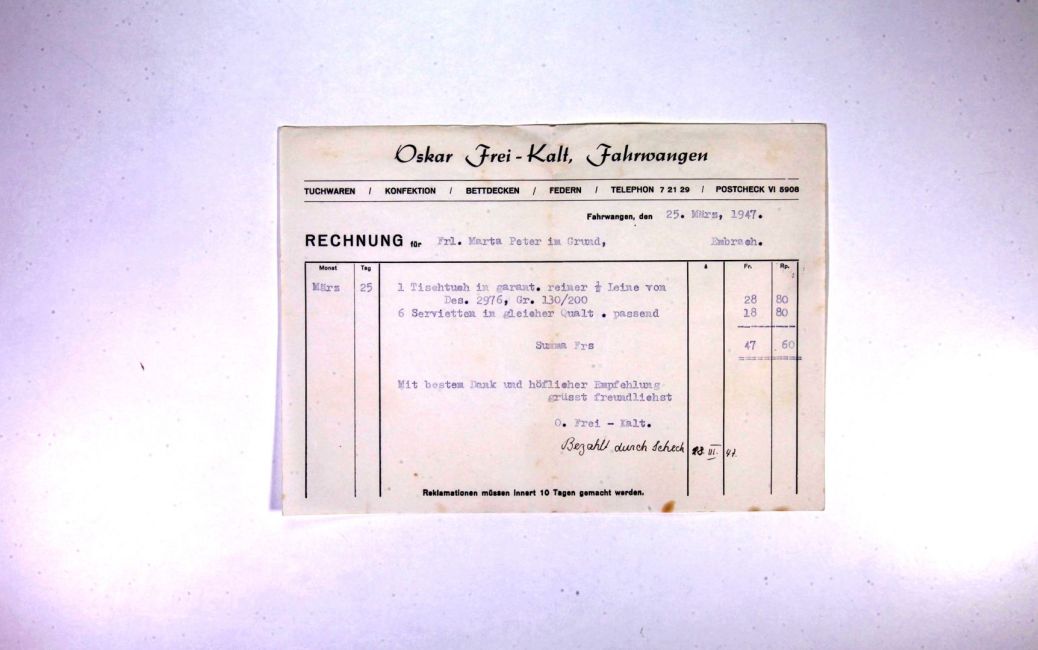 Oskar Frei-Kalt, Fahrwangen
TUCHWAREN / KONFEKTION / BETTDECKEN / FEDERN / TELEPHON 7 21 29 / POSTCHECK VI 5908
Fahrwangen, den 25. März, 1947.
RECHNUNG für Frl. Marta Peter im Grund, Embrach.
Monat Tag à Fr. Rp.
März 25 1 Tischtuch in garant. reiner ½ Leine von
Des. 2976, Gr. 130/200 28 80
6 Servietten in gleicher Qualt . passend 18 80
Summa Frs 47 60
Mit bestem Dank und höflicher Empfehlung
grüsst freundlichst
O. Frei - Kalt.
Bezahlt durch Scheck III. 47.
Reklamationen müssen innert 10 Tagen gemacht werden.